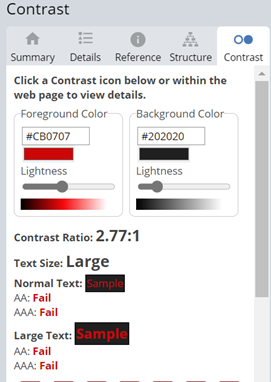 Contrast
Summary Details Reference Structure Contrast
Click a Contrast icon below or within the
web page to view details.
Foreground Color Background Color
#CB0707 #202020
Lightness Lightness
Contrast Ratio: 2.77:1
Text Size: Large
Normal Text: Sample
AA: Fail
AAA: Fail
Large Text: Sample
AA: Fail
AAA: Fail